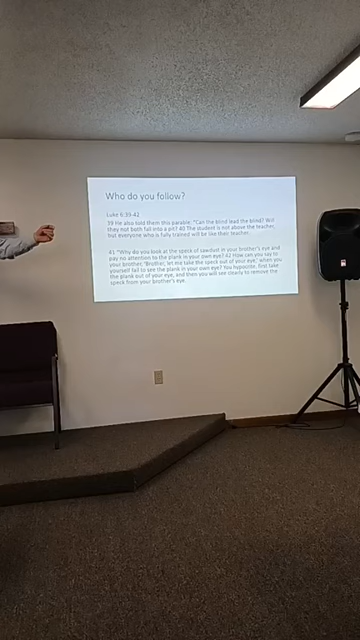 Who do you follow?
Luke 6:39-42
39 He also told them this parable: "Can the blind lead the blind? Will
they not both fall into a pit? 40 The student is not above the teacher,
but everyone who is fully trained will be like their teacher.
41 "Why do you look at the speck of sawdust in your brother's eye and
pay no attention to the plank in your own eye? 42 How can you say to
your brother, 'Brother, let me take the speck out of your eye,' when you
yourself fail to see the plank in your own eye? You hypocrite, first take
the plank out of your eye, and then you will see clearly to remove the
speck from your brother's eye.